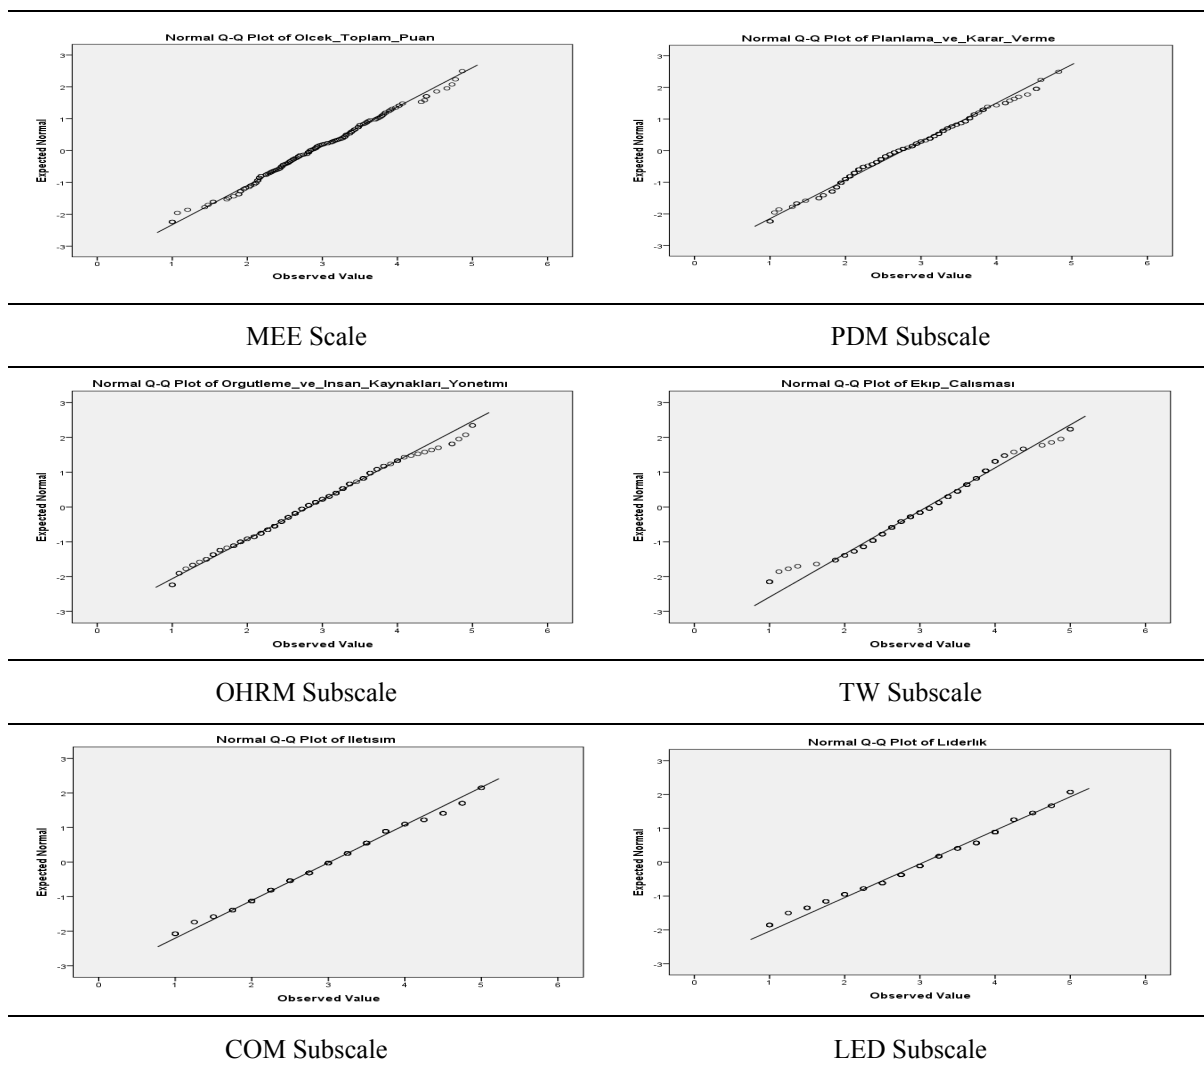 Normal Q-Q Plot of Olcek_Toplam_Puan
Expected Normal
3
2
1
0
-1
-2
-3
0 1 2 3 4 5 6
Observed Value
Normal Q-Q Plot of Planlama_ve_Karar_Verme
Expected Normal
3
2
1
0
-1
-2
-3
0 1 2 3 4 5 6
Observed Value
MEE Scale
PDM Subscale
Normal Q-Q Plot of Orgutleme_ve_Insan_Kaynakları_Yonetımı
Expected Normal
3
2
1
0
-1
-2
-3
0 1 2 3 4 5 6
Observed Value
Normal Q-Q Plot of Ekıp_Calısması
Expected Normal
3
2
1
0
-1
-2
-3
0 1 2 3 4 5 6
Observed Value
OHRM Subscale
TW Subscale
Normal Q-Q Plot of Iletısım
Expected Normal
3
2
1
0
-1
-2
-3
0 1 2 3 4 5 6
Observed Value
Normal Q-Q Plot of Lıderlık
Expected Normal
3
2
1
0
-1
-2
-3
0 1 2 3 4 5 6
Observed Value
COM Subscale
LED Subscale